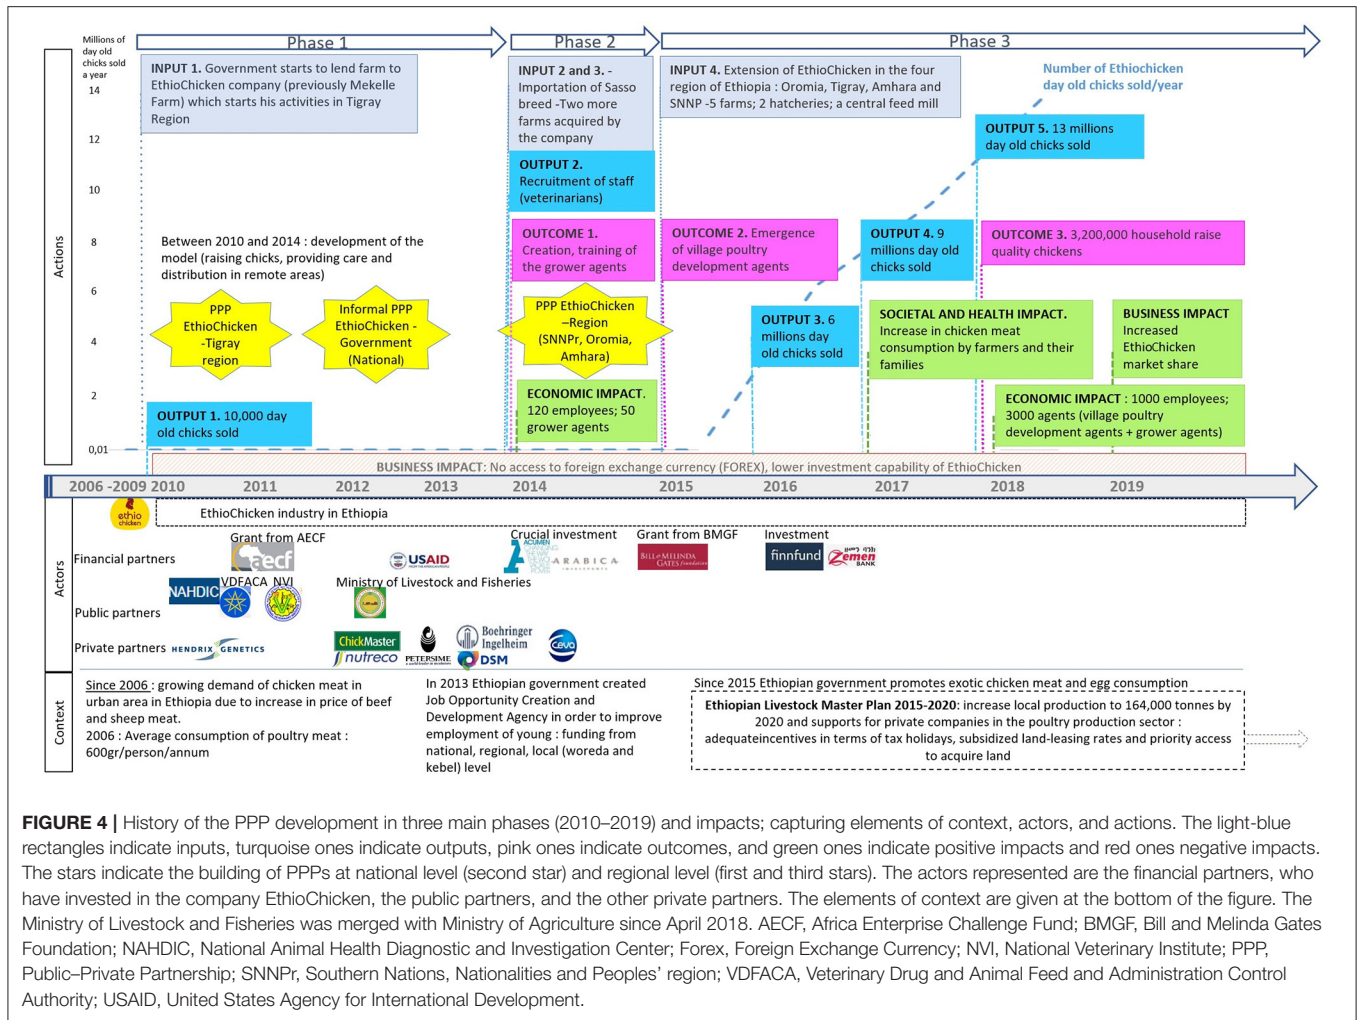 Millions of
day old
chicks sold
a year
14
12
10
8
6
4
2
0,01
Actions
Phase 1
Phase 2
Phase 3
INPUT 1. Government starts to lend farm to
EthioChicken company (previously Mekelle
Farm) which starts his activities in Tigray
Region
INPUT 2 and 3. -
Importation of Sasso
breed -Two more
farms acquired by
the company
INPUT 4. Extension of EthioChicken in the four
region of Ethiopia : Oromia, Tigray, Amhara and
SNNP -5 farms; 2 hatcheries; a central feed mill
Number of Ethiochicken
day old chicks sold/year
OUTPUT 5. 13 millions
day old chicks sold
OUTPUT 2.
Recruitment of staff
(veterinarians)
Between 2010 and 2014 : development of the
model (raising chicks, providing care and
distribution in remote areas)
OUTCOME 1.
Creation, training of
the grower agents
OUTCOME 2. Emergence
of village poultry
development agents
OUTPUT 4. 9
millions day old
chicks sold
OUTCOME 3. 3,200,000 household raise
quality chickens
PPP
EthioChicken
-Tigray
region
Informal PPP
EthioChicken -
Government
(National)
PPP EthioChicken
–Region
(SNNPr, Oromia,
Amhara)
OUTPUT 3. 6
millions day
old chicks sold
SOCIETAL AND HEALTH IMPACT.
Increase in chicken meat
consumption by farmers and their
families
BUSINESS IMPACT
Increased
EthioChicken
market share
OUTPUT 1. 10,000 day
old chicks sold
ECONOMIC IMPACT.
120 employees; 50
grower agents
ECONOMIC IMPACT : 1000 employees;
3000 agents (village poultry
development agents + grower agents)
BUSINESS IMPACT: No access to foreign exchange currency (FOREX), lower investment capability of EthioChicken
2006 -2009 2010 2011 2012 2013 2014 2015 2016 2017 2018 2019
Actors
ethio
chicken
EthioChicken industry in Ethiopia
Financial partners
Grant from AECF
aecf
USAID
Crucial investment
ACUMEN
ARABICA
Grant from BMGF
BILL & MELINDA
GATES foundation
Investment
finnfund
Zemen
BANK
Public partners
NAHDIC
VDFACA NVI
Ministry of Livestock and Fisheries
Private partners
HENDRIX GENETICS
ChickMaster
nutreco
PETERSIME
Boehringer
Ingelheim
DSM
ceva
Context
Since 2006 : growing demand of chicken meat in
urban area in Ethiopia due to increase in price of beef
and sheep meat.
2006 : Average consumption of poultry meat :
600gr/person/annum
In 2013 Ethiopian government created
Job Opportunity Creation and
Development Agency in order to improve
employment of young : funding from
national, regional, local (woreda and
kebel) level
Since 2015 Ethiopian government promotes exotic chicken meat and egg consumption
Ethiopian Livestock Master Plan 2015-2020: increase local production to 164,000 tonnes by
2020 and supports for private companies in the poultry production sector :
adequateincentives in terms of tax holidays, subsidized land-leasing rates and priority access
to acquire land
FIGURE 4 | History of the PPP development in three main phases (2010–2019) and impacts; capturing elements of context, actors, and actions. The light-blue
rectangles indicate inputs, turquoise ones indicate outputs, pink ones indicate outcomes, and green ones indicate positive impacts and red ones negative impacts.
The stars indicate the building of PPPs at national level (second star) and regional level (first and third stars). The actors represented are the financial partners, who
have invested in the company EthioChicken, the public partners, and the other private partners. The elements of context are given at the bottom of the figure. The
Ministry of Livestock and Fisheries was merged with Ministry of Agriculture since April 2018. AECF, Africa Enterprise Challenge Fund; BMGF, Bill and Melinda Gates
Foundation; NAHDIC, National Animal Health Diagnostic and Investigation Center; Forex, Foreign Exchange Currency; NVI, National Veterinary Institute; PPP,
Public–Private Partnership; SNNPr, Southern Nations, Nationalities and Peoples' region; VDFACA, Veterinary Drug and Animal Feed and Administration Control
Authority; USAID, United States Agency for International Development.